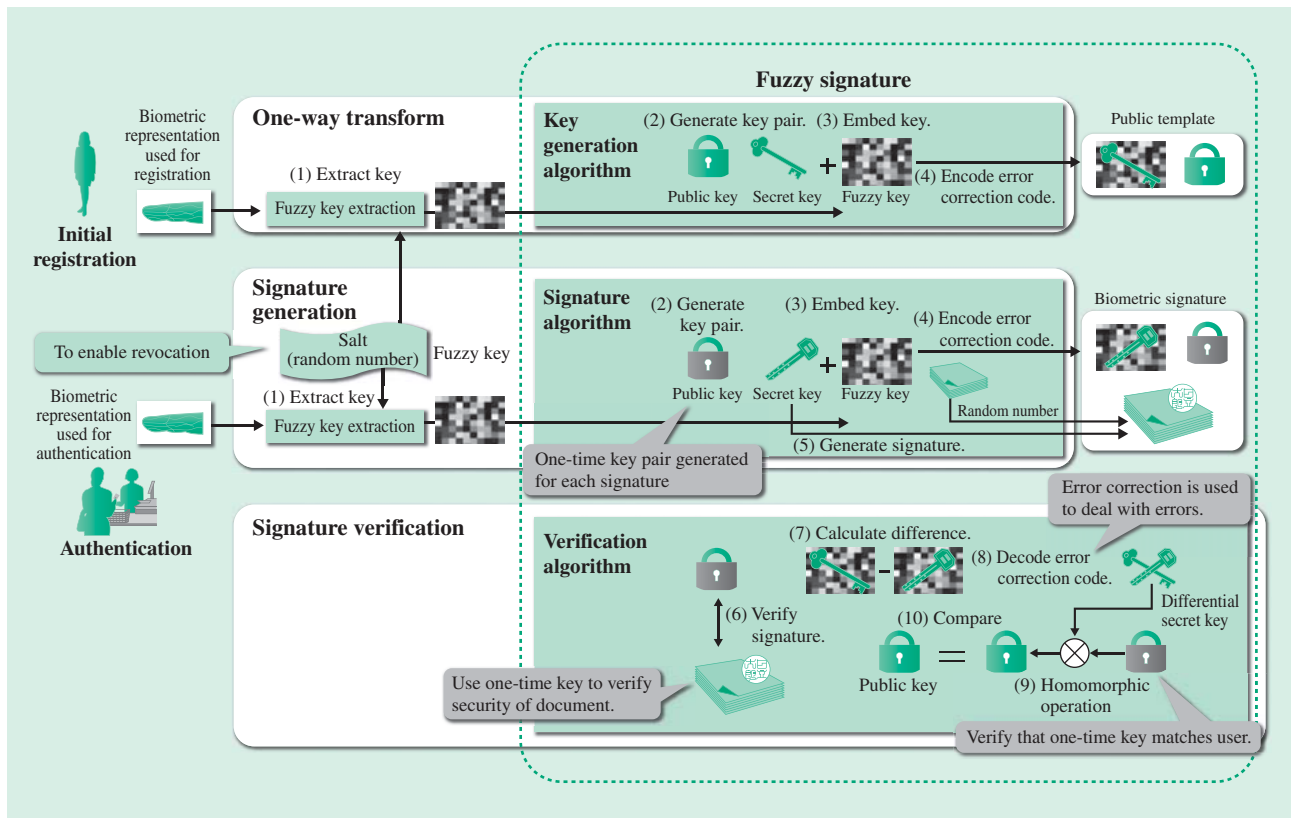 Fuzzy signature
Biometric
representation
used for
registration
Initial
registration
One-way transform
(1) Extract key
Fuzzy key extraction
Key
generation
algorithm
(2) Generate key pair.
(3) Embed key.
Public key
Secret key
Fuzzy key
(4) Encode error
correction code.
Public template
Signature
generation
To enable revocation
Salt
(random number)
Fuzzy key
(1) Extract key
Fuzzy key extraction
Biometric
representation
used for
authentication
Authentication
Signature
algorithm
(2) Generate
key pair.
(3) Embed key.
(4) Encode error
correction code.
Public key
Secret key
Fuzzy key
Random number
(5) Generate signature.
Biometric signature
One-time key pair generated
for each signature
Error correction is used
to deal with errors.
Signature verification
Verification
algorithm
(7) Calculate difference.
(8) Decode error
correction code.
Differential
secret key
(6) Verify
signature.
(10) Compare
Public key
(9) Homomorphic
operation
Use one-time key to verify
security of document.
Verify that one-time key matches user.